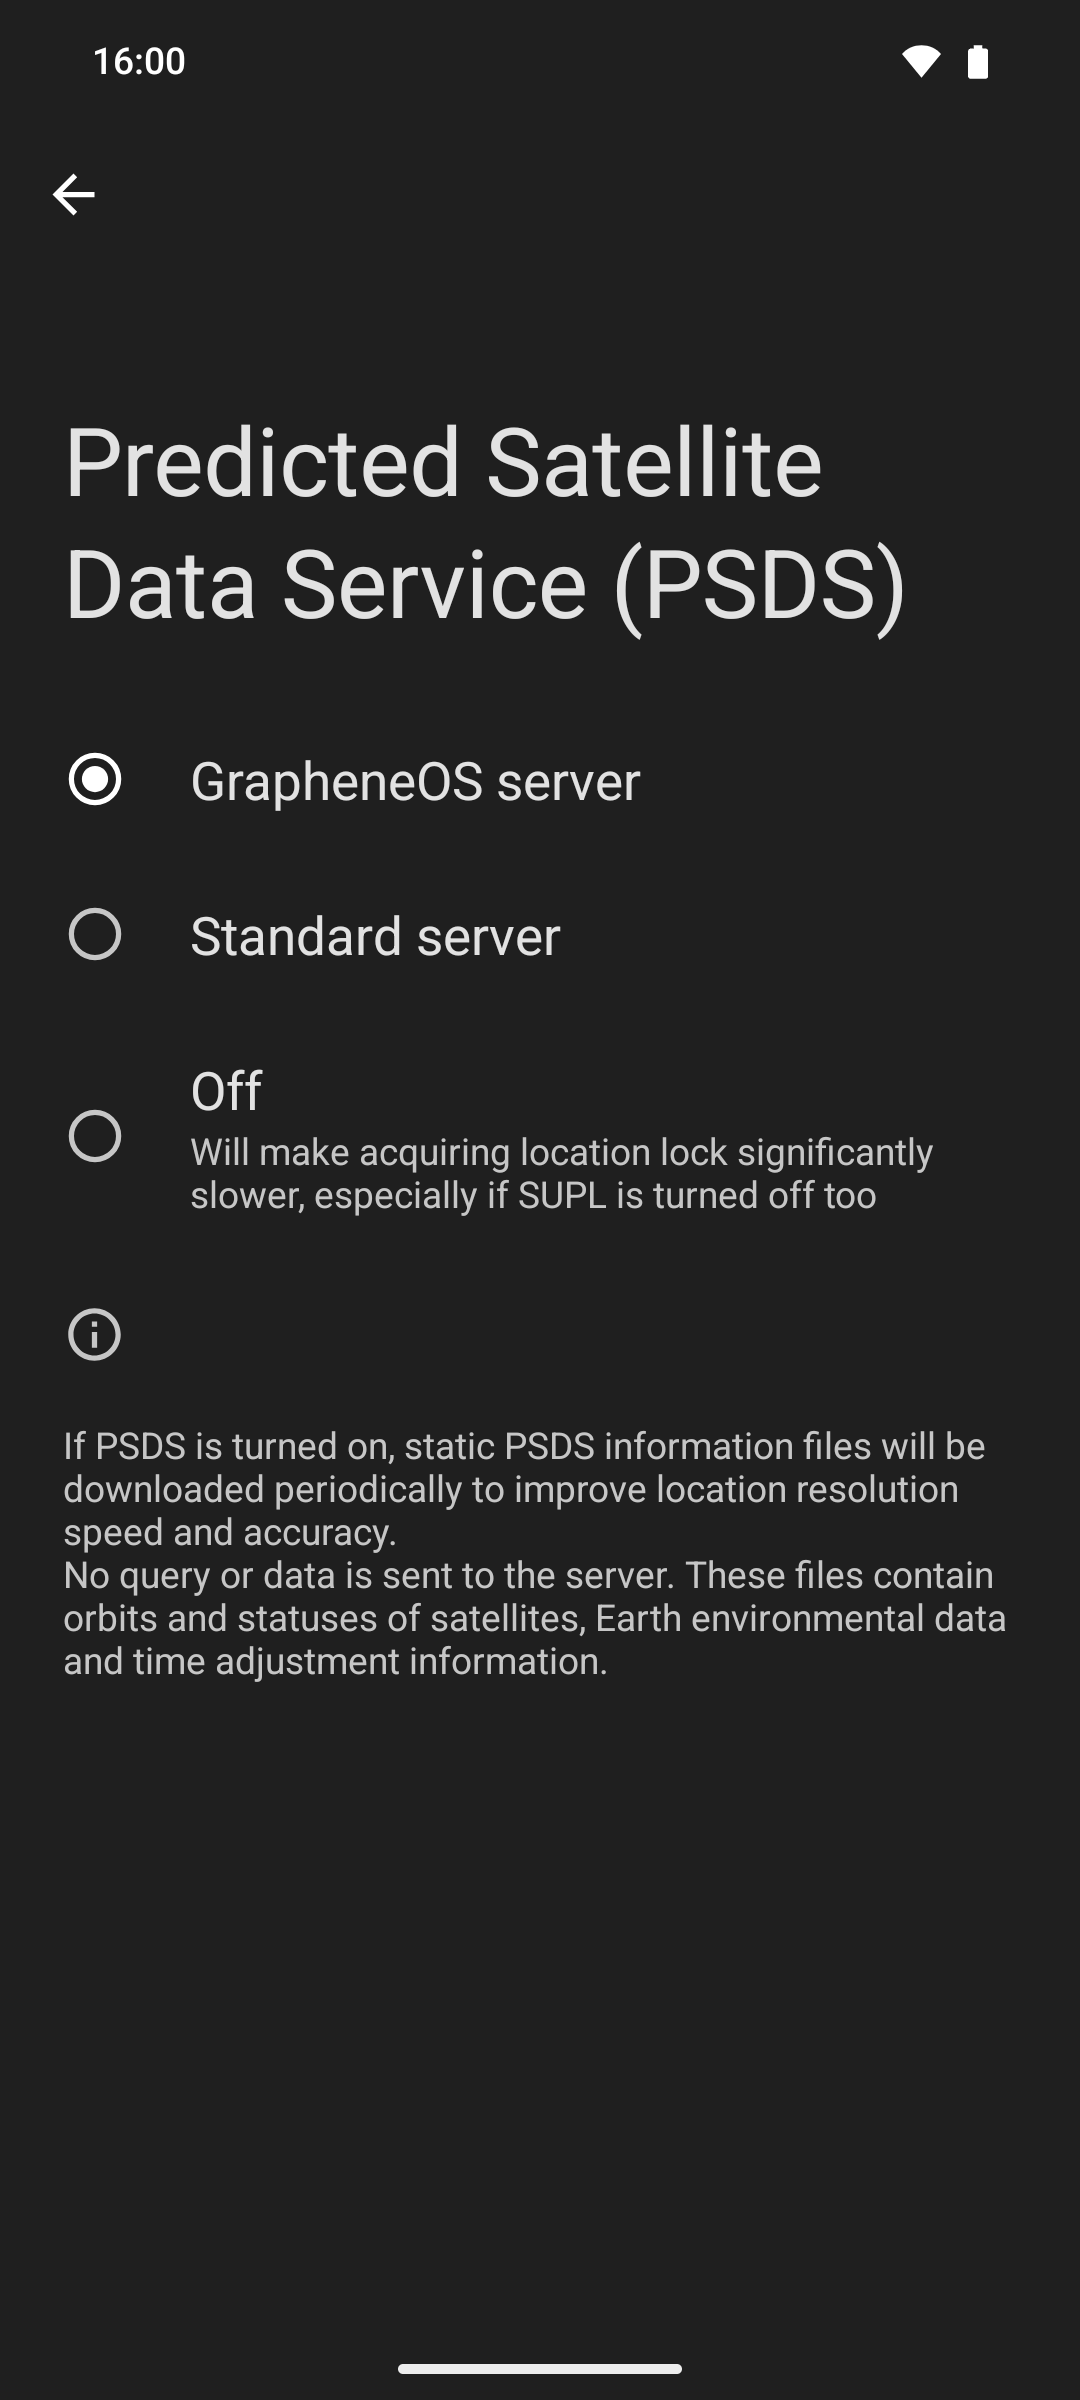 16:00
Predicted Satellite
Data Service (PSDS)
GrapheneOS server
Standard server
Off
Will make acquiring location lock significantly
slower, especially if SUPL is turned off too
If PSDS is turned on, static PSDS information files will be
downloaded periodically to improve location resolution
speed and accuracy.
No query or data is sent to the server. These files contain
orbits and statuses of satellites, Earth environmental data
and time adjustment information.